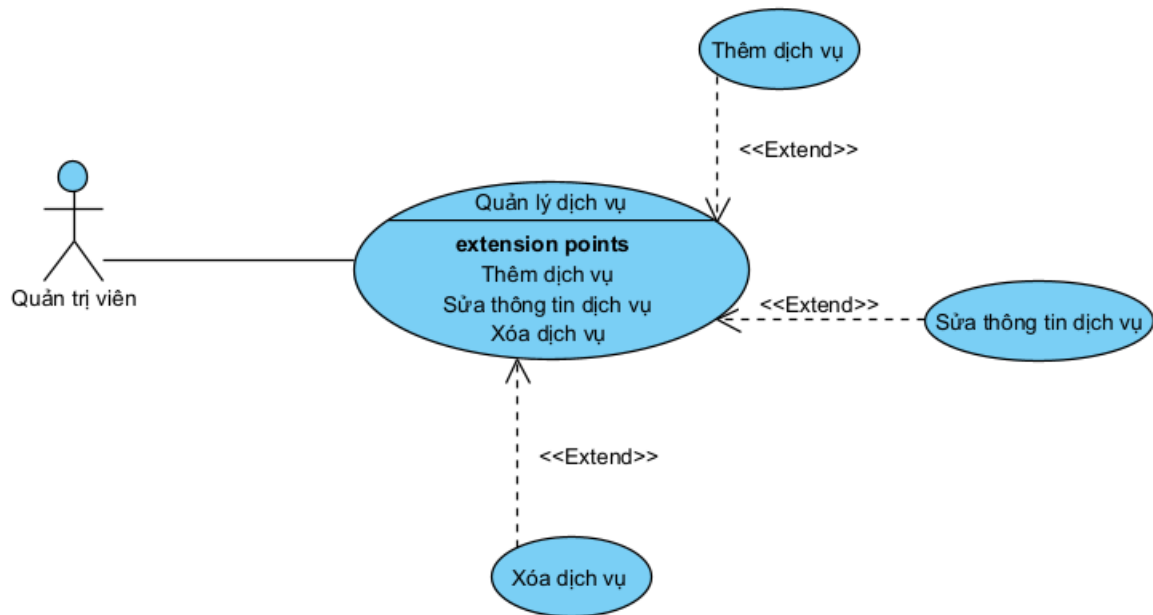 Thêm dịch vụ
<<Extend>>
Quản lý dịch vụ
extension points
Thêm dịch vụ
Sửa thông tin dịch vụ
Xóa dịch vụ
Quản trị viên
<<Extend>>
Sửa thông tin dịch vụ
<<Extend>>
Xóa dịch vụ